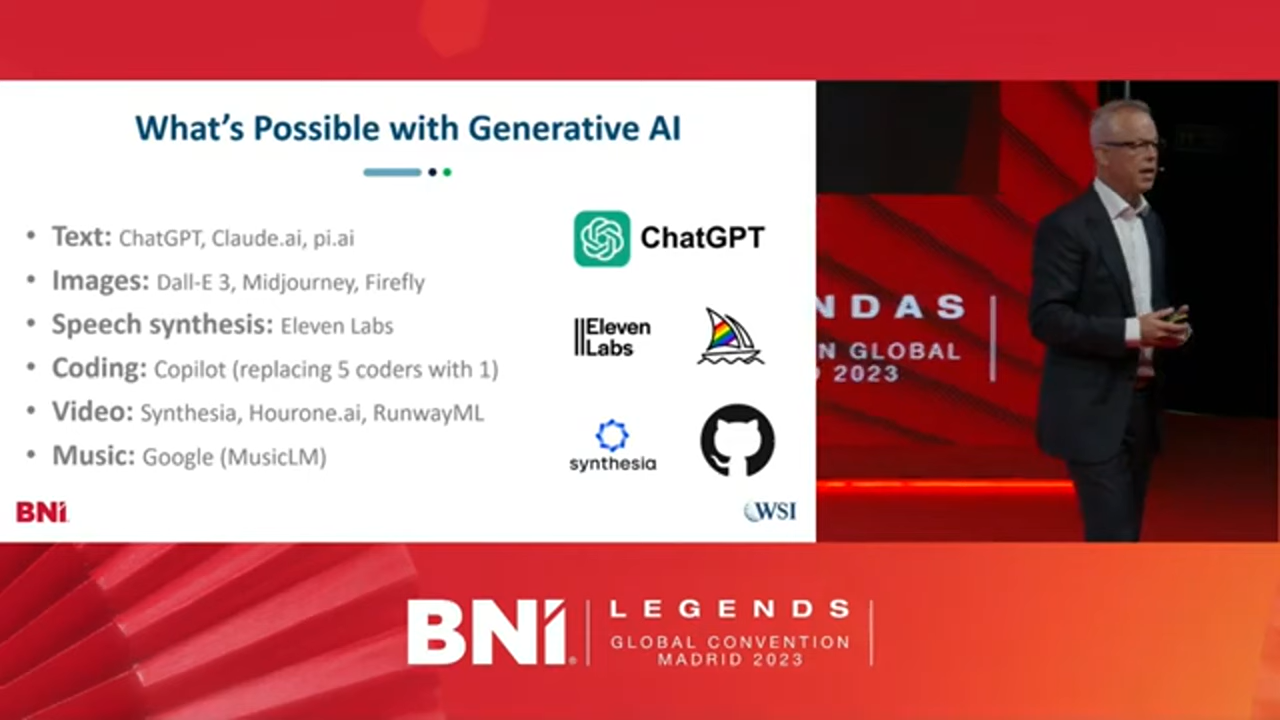 What's Possible with Generative AI
• Text: ChatGPT, Claude.ai, pi.ai
• Images: Dall-E 3, Midjourney, Firefly
• Speech synthesis: Eleven Labs
• Coding: Copilot (replacing 5 coders with 1)
• Video: Synthesia, Hourone.ai, RunwayML
• Music: Google (MusicLM)
ChatGPT
||Eleven
Labs
synthesia
BNI
WSI
NDAS
N GLOBAL
2023
BNI®
LEGENDS
GLOBAL CONVENTION
MADRID 2023